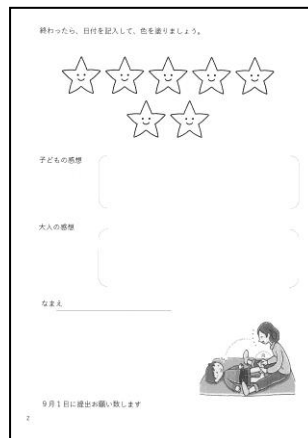 終わったら、日付を記入して、色を塗りましょう。
子どもの感想
大人の感想
なまえ
9月1日に提出お願い致します
2